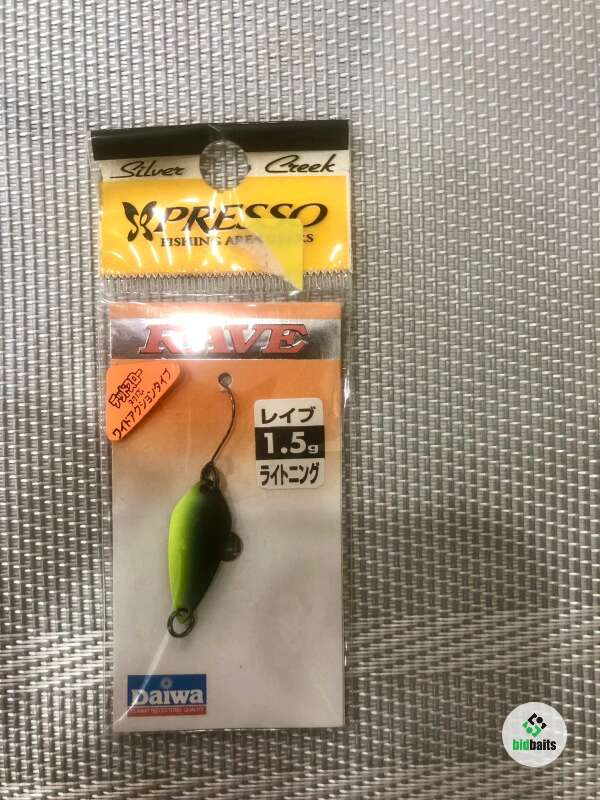 Silver Creek
PRESSO
FISHING AREA
RAVE
ワイドアクションタイプ
レイブ
1.5g
ライトニング
Daiwa
bidbaits